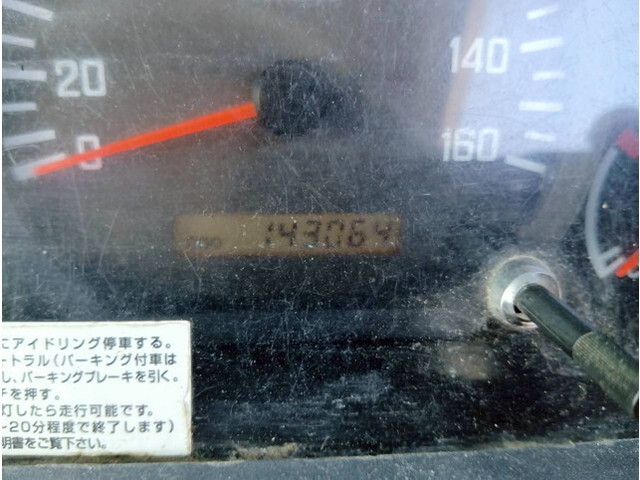 20
0
140
160
ODO 143064
にアイドリング停車する。
ートラル(パーキング付車は
し、パーキングブレーキを引く。
チを押す。
灯したら走行可能です。
~20分程度で終了します)
明書をご覧下さい。